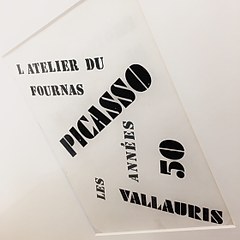 L'ATELIER DU
FOURNAS
PICASSO
LES ANNÉES
50
VALLAURIS